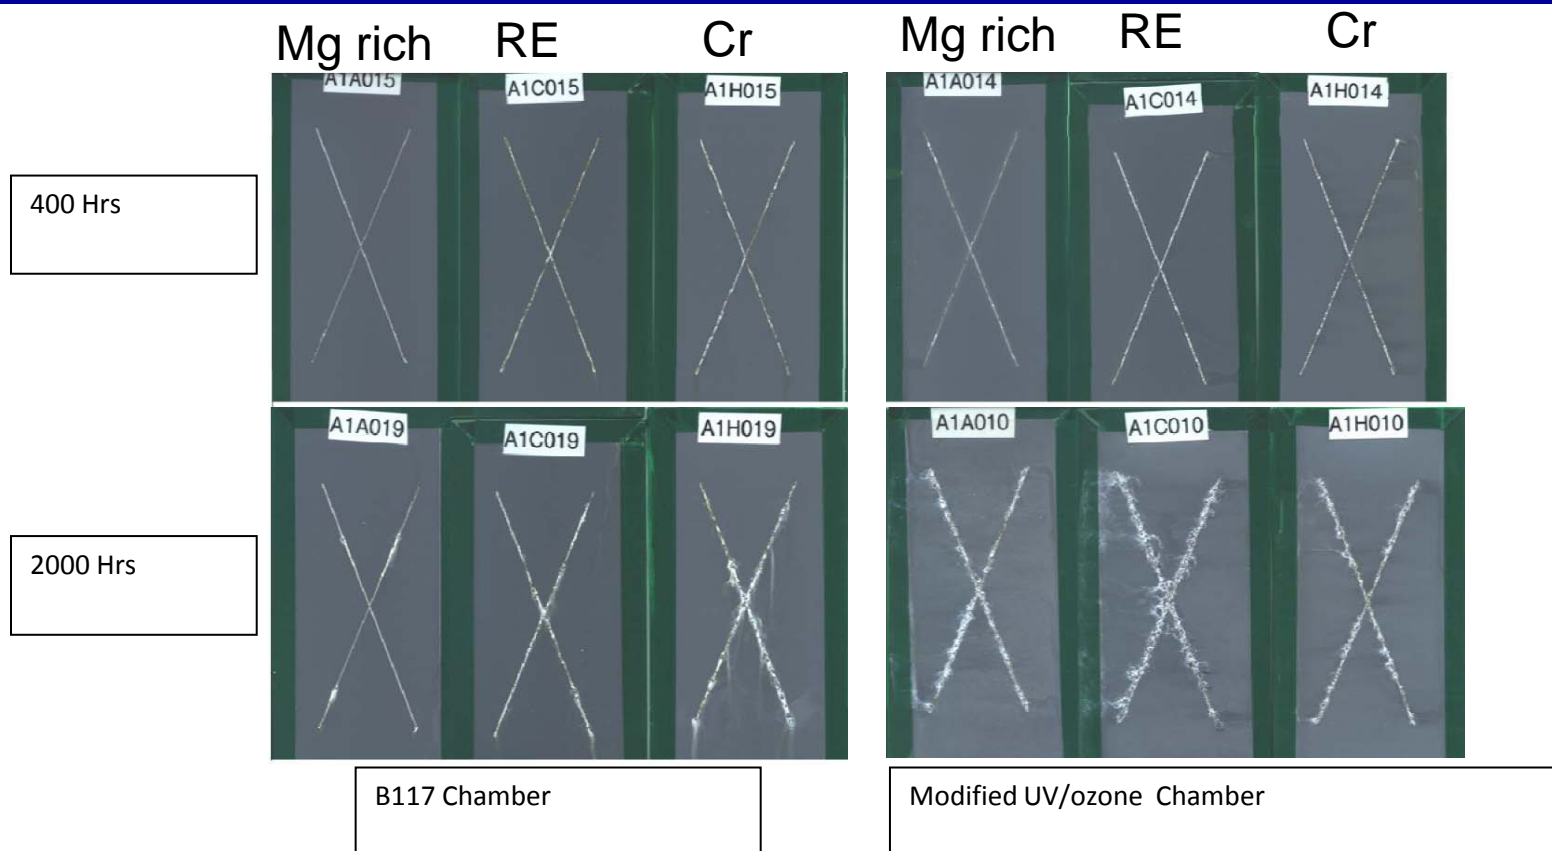 Mg rich RE Cr Mg rich RE Cr
A1A015 A1C015 A1H015 A1A014 A1C014 A1H014
400 Hrs
A1A019 A1C019 A1H019 A1A010 A1C010 A1H010
2000 Hrs
B117 Chamber
Modified UV/ozone Chamber